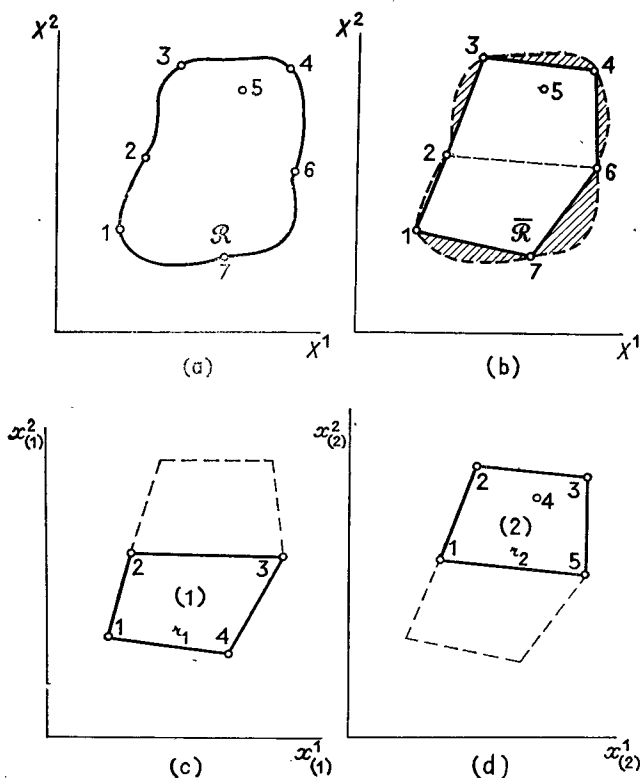 X²
3
4
5
2
6
1
ℛ
7
X¹
(a)
X²
3
4
5
2
6
1
ℛ̅
7
X¹
(b)
x²₍₁₎
2
3
(1)
1
r₁
4
x¹₍₁₎
(c)
x²₍₂₎
2
3
4
(2)
1
r₂
5
x¹₍₂₎
(d)